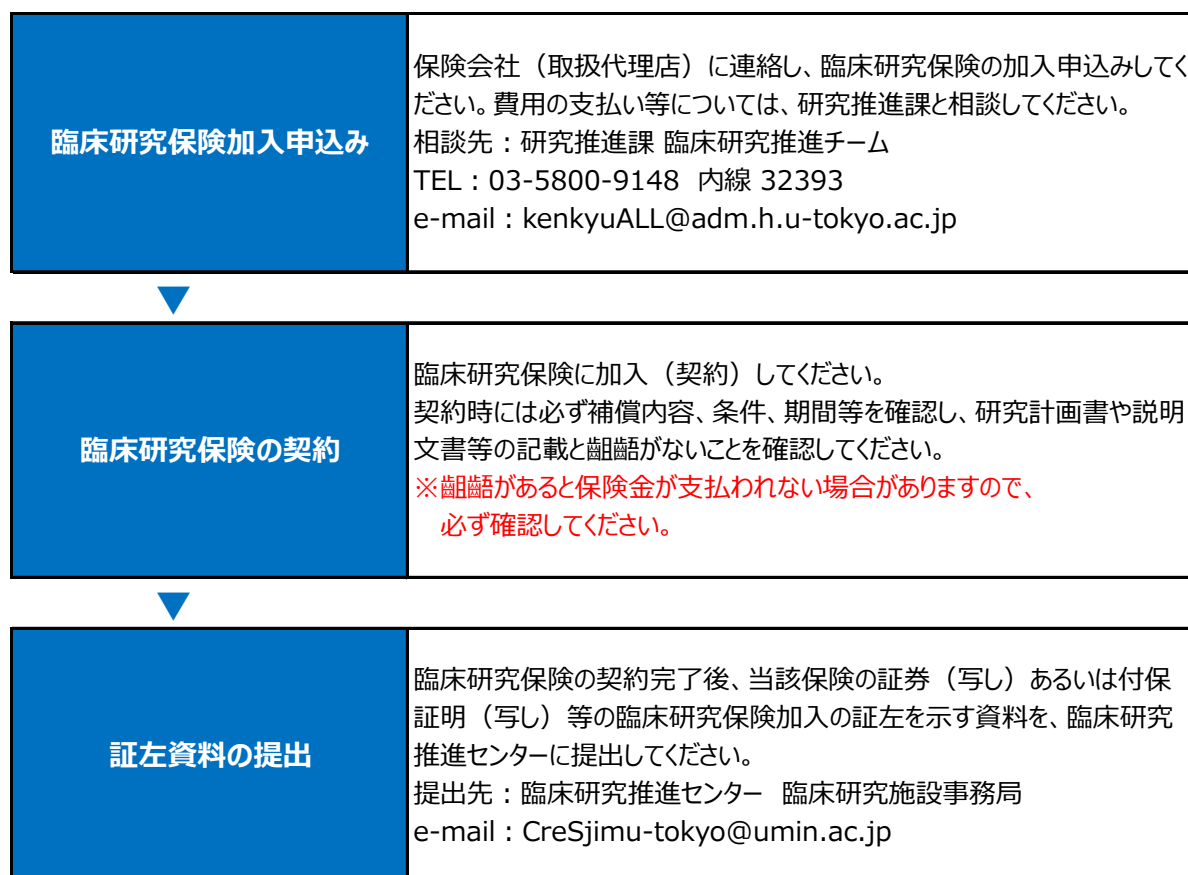 臨床研究保険加入申込み
保険会社（取扱代理店）に連絡し、臨床研究保険の加入申込みしてく
ださい。費用の支払い等については、研究推進課と相談してください。
相談先：研究推進課 臨床研究推進チーム
TEL：03-5800-9148 内線 32393
e-mail：kenkyuALL@adm.h.u-tokyo.ac.jp
臨床研究保険の契約
臨床研究保険に加入（契約）してください。
契約時には必ず補償内容、条件、期間等を確認し、研究計画書や説明
文書等の記載と齟齬がないことを確認してください。
※齟齬があると保険金が支払われない場合がありますので、
必ず確認してください。
証左資料の提出
臨床研究保険の契約完了後、当該保険の証券（写し）あるいは付保
証明（写し）等の臨床研究保険加入の証左を示す資料を、臨床研究
推進センターに提出してください。
提出先：臨床研究推進センター 臨床研究施設事務局
e-mail：CreSjimu-tokyo@umin.ac.jp